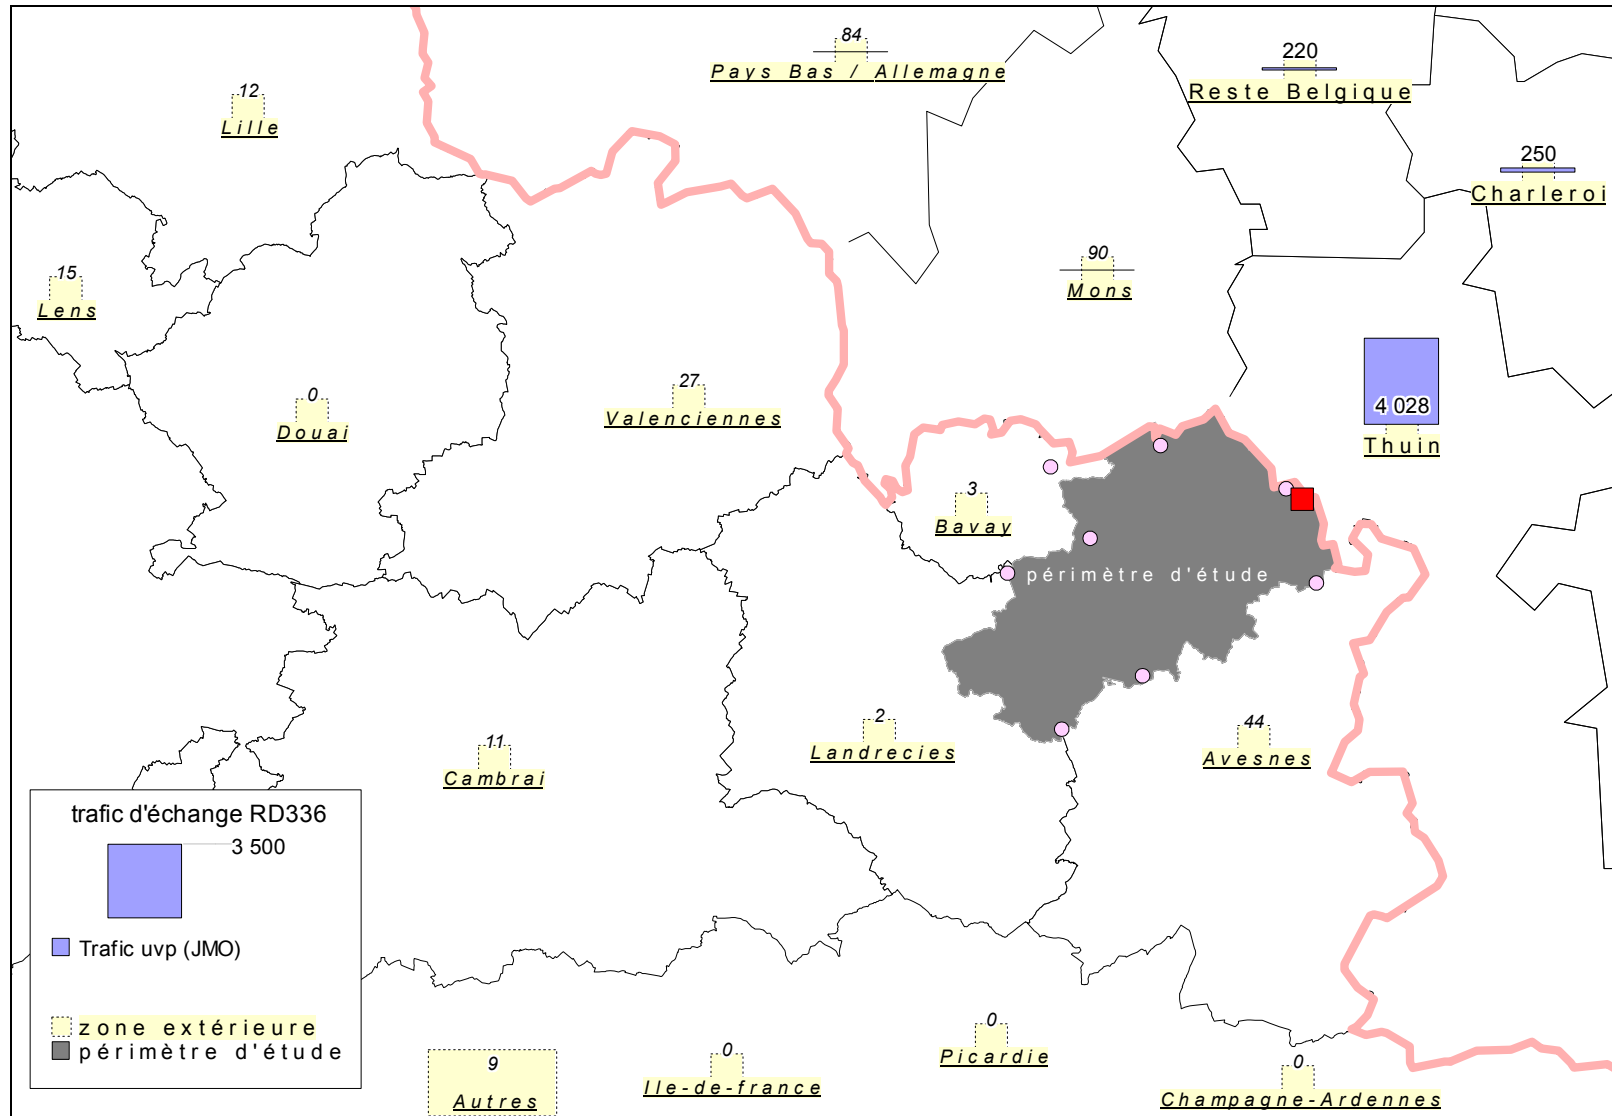 84
Pays Bas / Allemagne
220
Reste Belgique
12
Lille
250
Charleroi
15
Lens
90
Mons
0
Douai
27
Valenciennes
4 028
Thuin
3
Bavay
périmètre d'étude
2
Landrecies
44
Avesnes
11
Cambrai
trafic d'échange RD336
3 500
Trafic uvp (JMO)
zone extérieure
périmètre d'étude
9
Autres
0
Ile-de-france
0
Picardie
0
Champagne-Ardennes